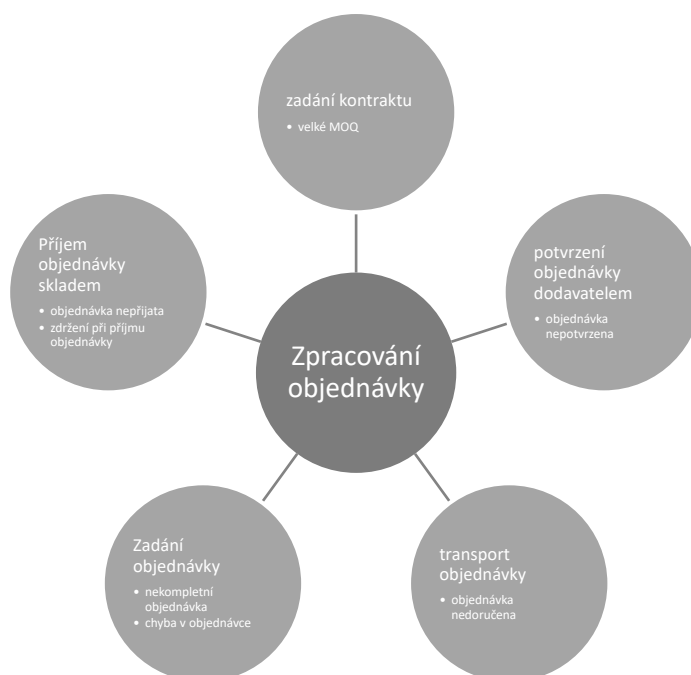 zadání kontraktu
• velké MOQ
Příjem
objednávky
skladem
• objednávka nepřijata
• zdržení při příjmu
objednávky
potvrzení
objednávky
dodavatelem
• objednávka
nepotvrzena
Zpracování
objednávky
Zadání
objednávky
• nekompletní
objednávka
• chyba v objednávce
transport
objednávky
• objednávka
nedoručena